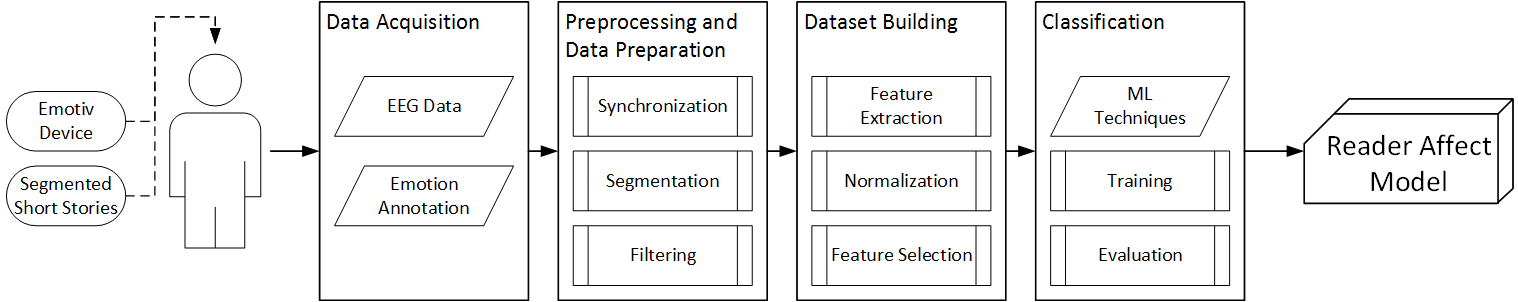 Emotiv
Device
Segmented
Short Stories
Data Acquisition
EEG Data
Emotion
Annotation
Preprocessing and
Data Preparation
Synchronization
Segmentation
Filtering
Dataset Building
Feature
Extraction
Normalization
Feature Selection
Classification
ML
Techniques
Training
Evaluation
Reader Affect
Model